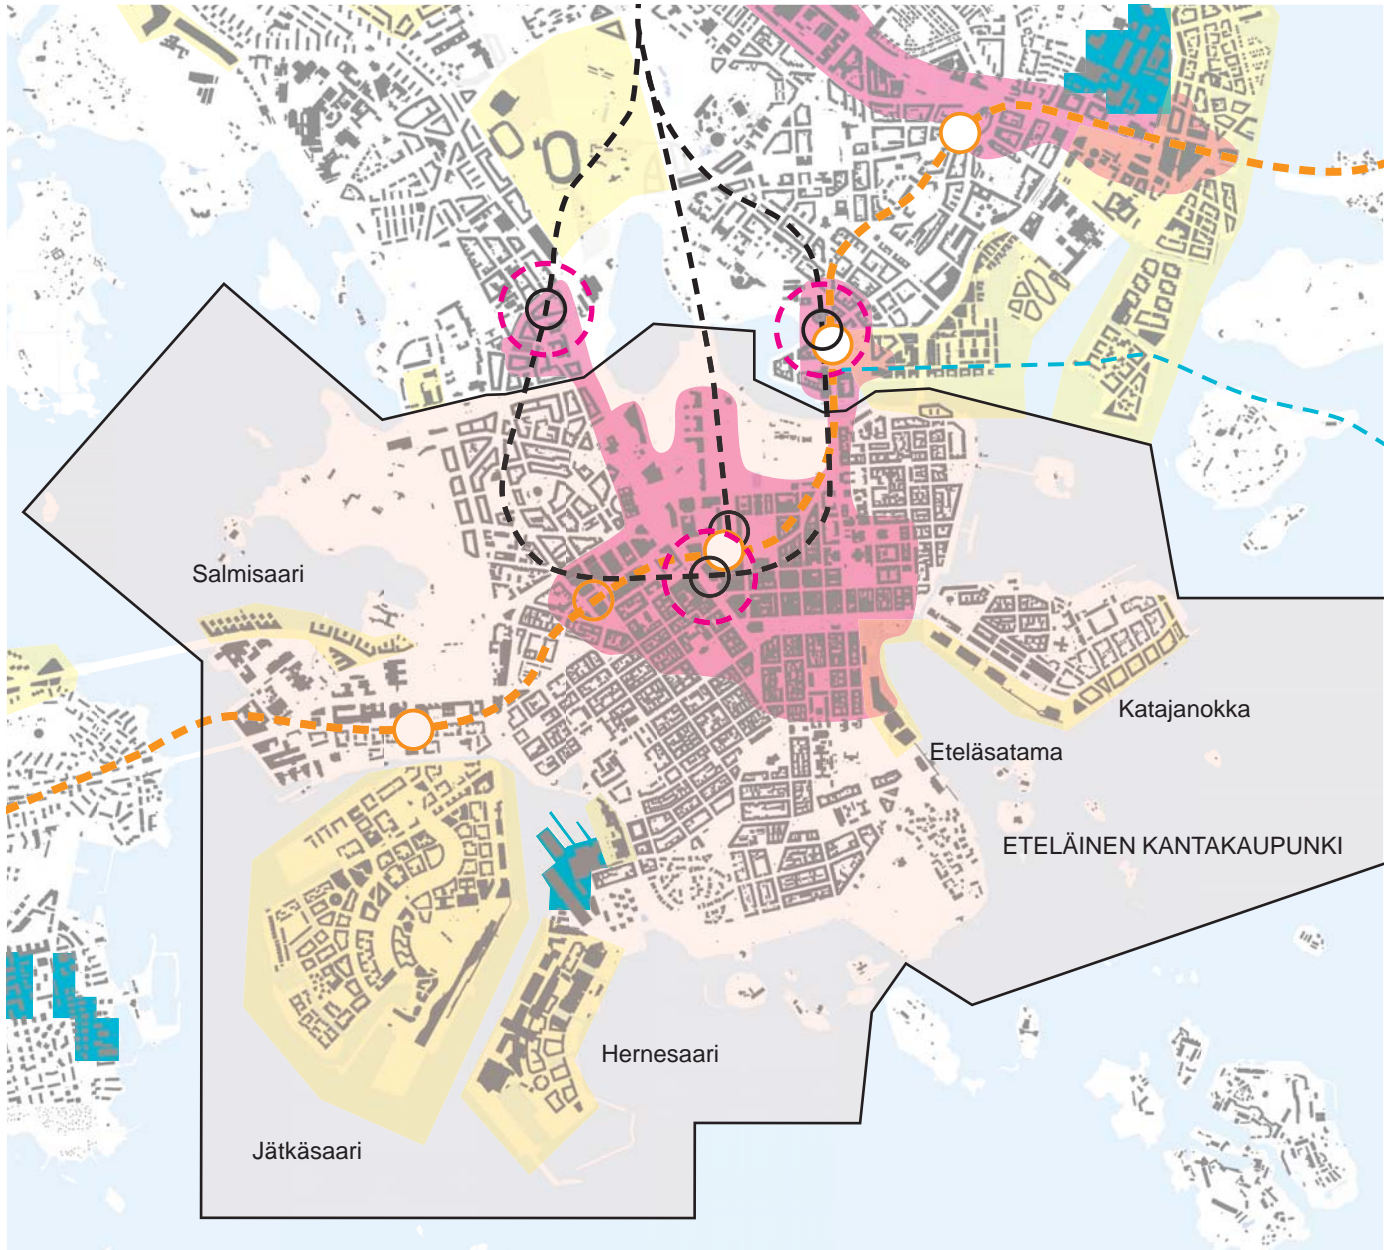 Salmisaari
Katajanokka
Eteläsatama
ETELÄINEN KANTAKAUPUNKI
Hernesaari
Jätkäsaari